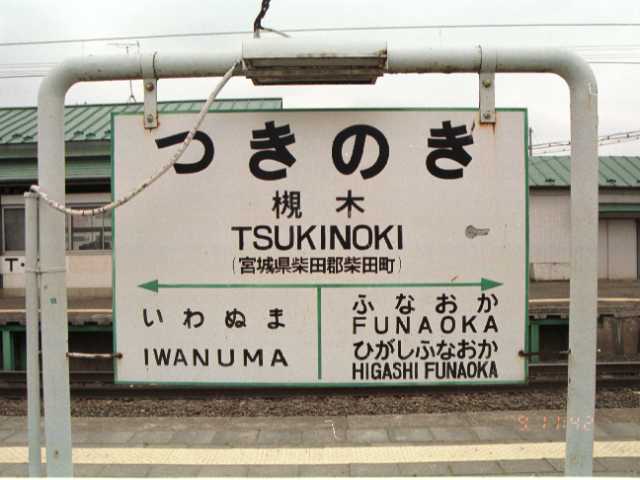 つきのき
槻木
TSUKINOKI
(宮城県柴田郡柴田町)
いわぬま
IWANUMA
ふなおか
FUNAOKA
ひがしふなおか
HIGASHI FUNAOKA